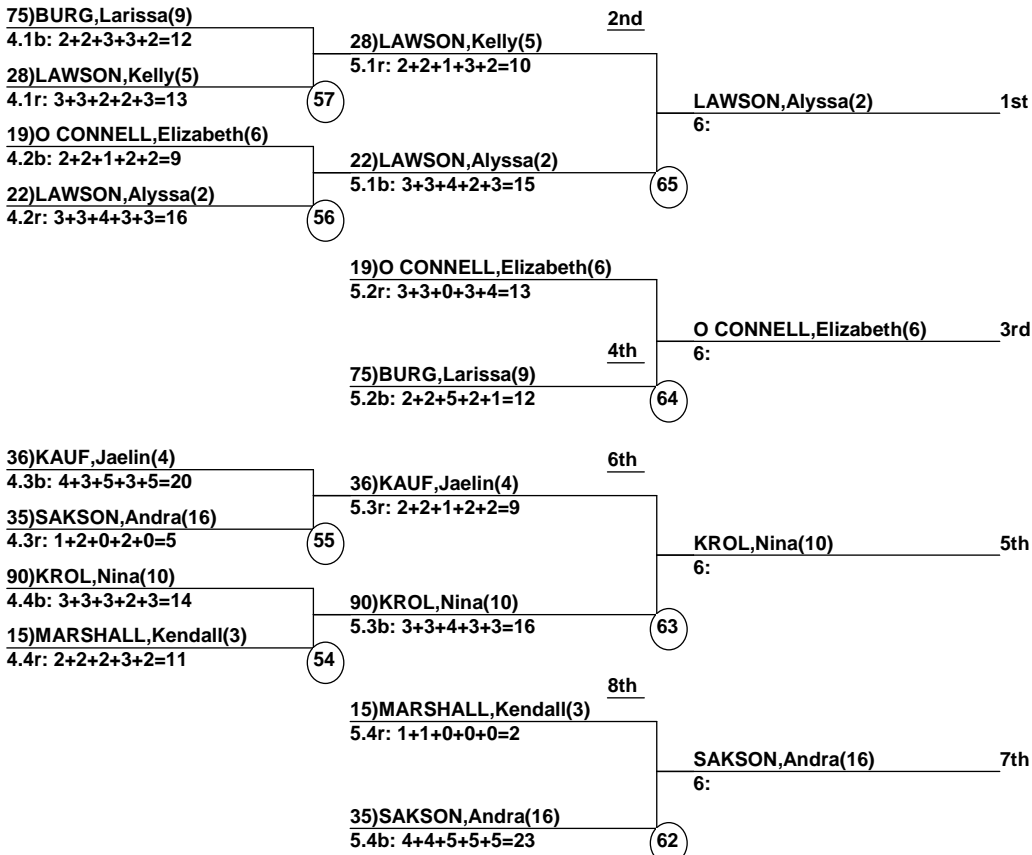 75)BURG,Larissa(9)
4.1b: 2+2+3+3+2=12
28)LAWSON,Kelly(5)
4.1r: 3+3+2+2+3=13
57
19)O CONNELL,Elizabeth(6)
4.2b: 2+2+1+2+2=9
22)LAWSON,Alyssa(2)
4.2r: 3+3+4+3+3=16
56
2nd
28)LAWSON,Kelly(5)
5.1r: 2+2+1+3+2=10
22)LAWSON,Alyssa(2)
5.1b: 3+3+4+2+3=15
65
LAWSON,Alyssa(2) 1st
6:
19)O CONNELL,Elizabeth(6)
5.2r: 3+3+0+3+4=13
4th
75)BURG,Larissa(9)
5.2b: 2+2+5+2+1=12
64
O CONNELL,Elizabeth(6) 3rd
6:
36)KAUF,Jaelin(4)
4.3b: 4+3+5+3+5=20
35)SAKSON,Andra(16)
4.3r: 1+2+0+2+0=5
55
90)KROL,Nina(10)
4.4b: 3+3+3+2+3=14
15)MARSHALL,Kendall(3)
4.4r: 2+2+2+3+2=11
54
6th
36)KAUF,Jaelin(4)
5.3r: 2+2+1+2+2=9
90)KROL,Nina(10)
5.3b: 3+3+4+3+3=16
63
KROL,Nina(10) 5th
6:
8th
15)MARSHALL,Kendall(3)
5.4r: 1+1+0+0+0=2
35)SAKSON,Andra(16)
5.4b: 4+4+5+5+5=23
62
SAKSON,Andra(16) 7th
6: